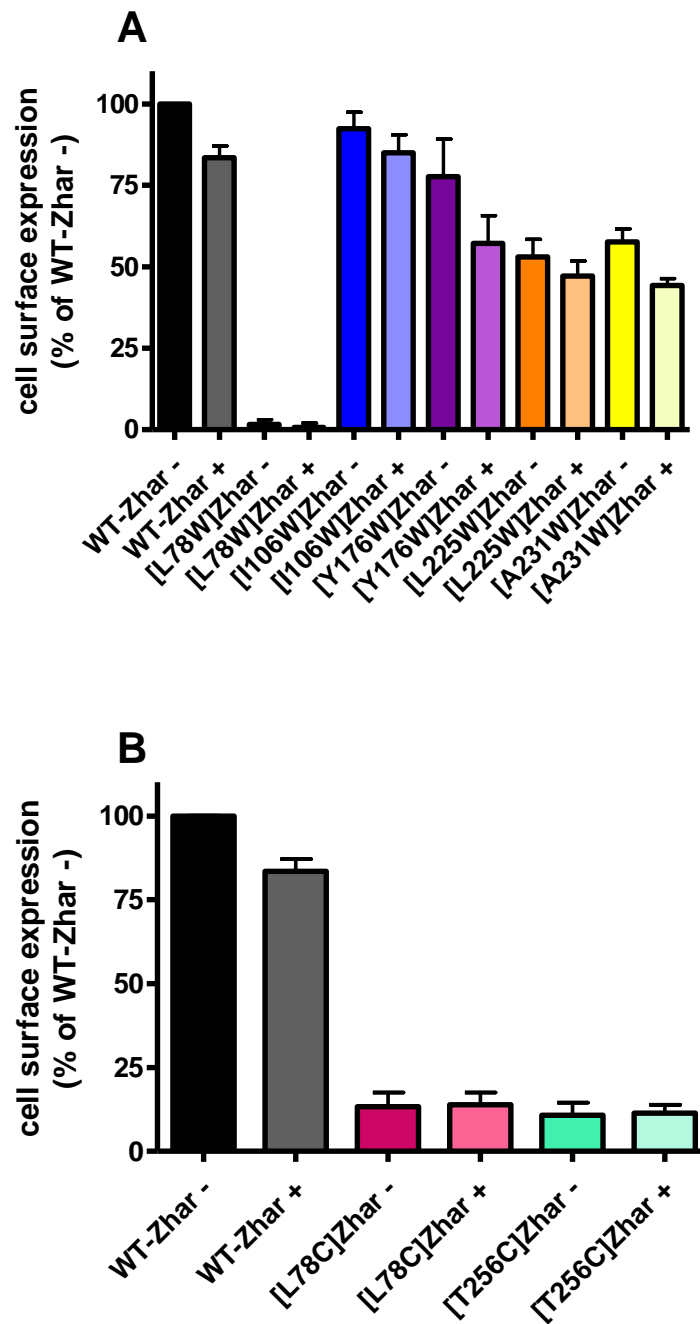 A
cell surface expression
(% of WT-Zhar -)
100
75
50
25
0
WT-Zhar -
WT-Zhar +
[L78W]Zhar -
[L78W]Zhar +
[I106W]Zhar -
[I106W]Zhar +
[Y176W]Zhar -
[Y176W]Zhar +
[L225W]Zhar -
[L225W]Zhar +
[A231W]Zhar -
[A231W]Zhar +
B
cell surface expression
(% of WT-Zhar -)
100
75
50
25
0
WT-Zhar -
WT-Zhar +
[L78C]Zhar -
[L78C]Zhar +
[T256C]Zhar -
[T256C]Zhar +